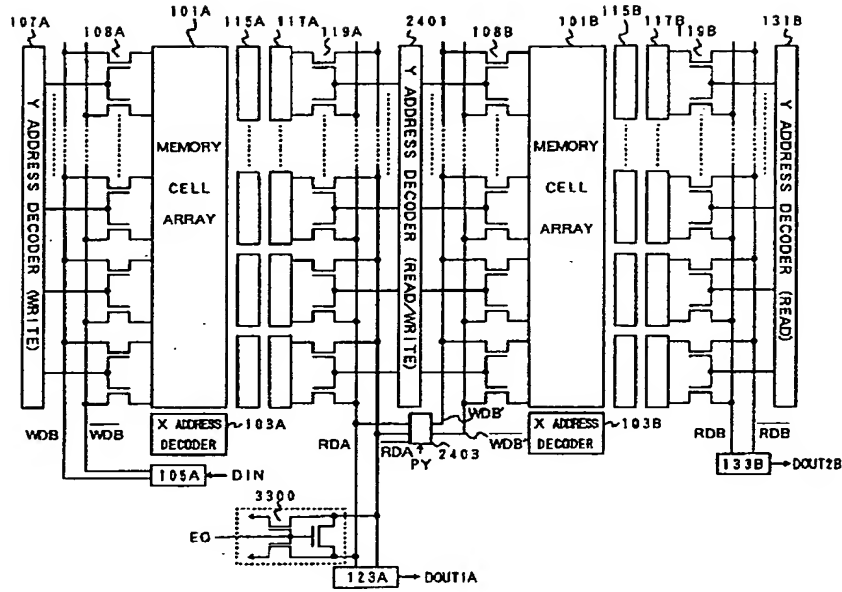 107A 108A 101A 115A 117A 119A 2401 108B 101B 115B 117B 119B 131B
Y ADDRESS DECODER (WRITE)
MEMORY
CELL
ARRAY
Y ADDRESS DECODER (READ/WRITE)
MEMORY
CELL
ARRAY
Y ADDRESS DECODER (READ)
WDB
WDB
X ADDRESS
DECODER
103A
RDA
RDA
PY
2403
WDB'
WDB'
X ADDRESS
DECODER
103B
RDB
RDB
105A
DIN
133B
DOUT2B
3300
EQ
123A
DOUT1A